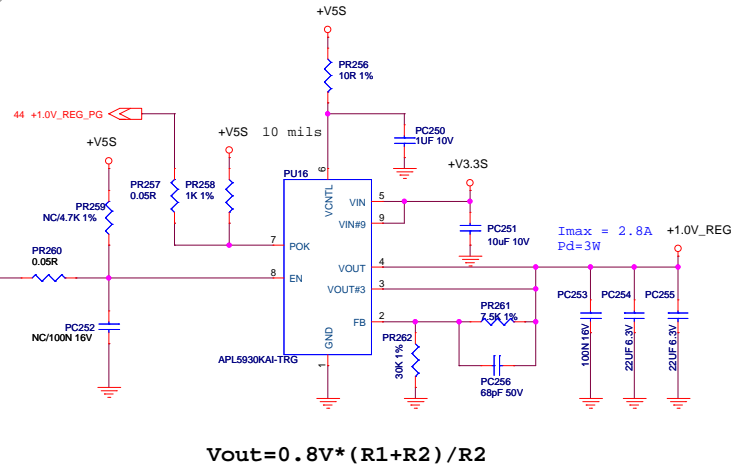 +V5S
PR256
10R 1%
44 +1.0V_REG_PG
+V5S
+V5S
10 mils
PC250
1UF 10V
+V3.3S
PR257
0.05R
PR258
1K 1%
PU16
6
VCNTL
VIN
5
VIN#9
9
PR259
NC/4.7K 1%
PC251
10uF 10V
Imax = 2.8A
Pd=3W
+1.0V_REG
7
POK
PR260
0.05R
8
EN
VOUT
4
VOUT#3
3
PC253
100N 16V
PC254
22UF 6.3V
PC255
22UF 6.3V
PR261
7.5K 1%
FB
2
PC252
NC/100N 16V
GND
1
PR262
30K 1%
APL5930KAI-TRG
PC256
68pF 50V
Vout=0.8V*(R1+R2)/R2